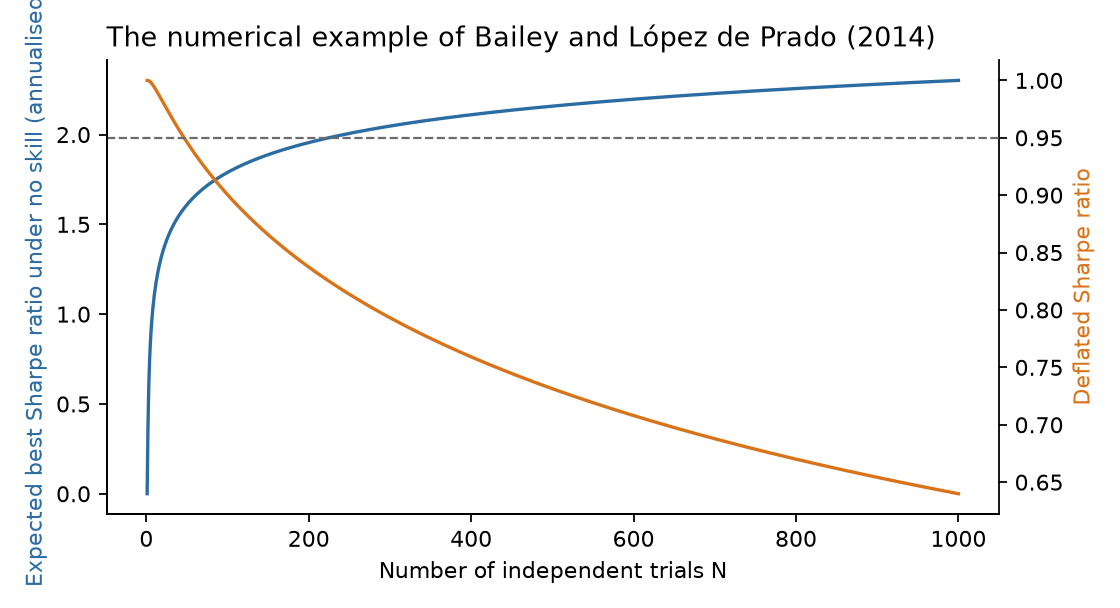 The numerical example of Bailey and López de Prado (2014)
Expected best Sharpe ratio under no skill (annualised
2.0
1.5
1.0
0.5
0.0
1.00
0.95
0.90
0.85
0.80
0.75
0.70
0.65
Deflated Sharpe ratio
0 200 400 600 800 1000
Number of independent trials N